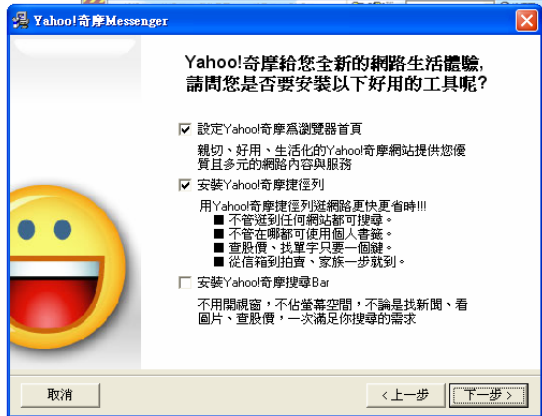 Yahoo!奇摩Messenger
Yahoo!奇摩給您全新的網路生活體驗,
請問您是否要安裝以下好用的工具呢?
設定Yahoo!奇摩為瀏覽器首頁
親切、好用、生活化的Yahoo!奇摩網站提供您優
質且多元的網路內容與服務
安裝Yahoo!奇摩捷徑列
用Yahoo!奇摩捷徑列逛網路更快更省時!!!
■ 不管逛到任何網站都可搜尋。
■ 不管在哪都可使用個人書籤。
■ 查股價、找單字只要一個鍵。
■ 從信箱到拍賣、家族一步就到。
安裝Yahoo!奇摩搜尋Bar
不用開視窗，不佔螢幕空間，不論是找新聞、看
圖片、查股價，一次滿足你搜尋的需求
取消
<上一步
下一步>